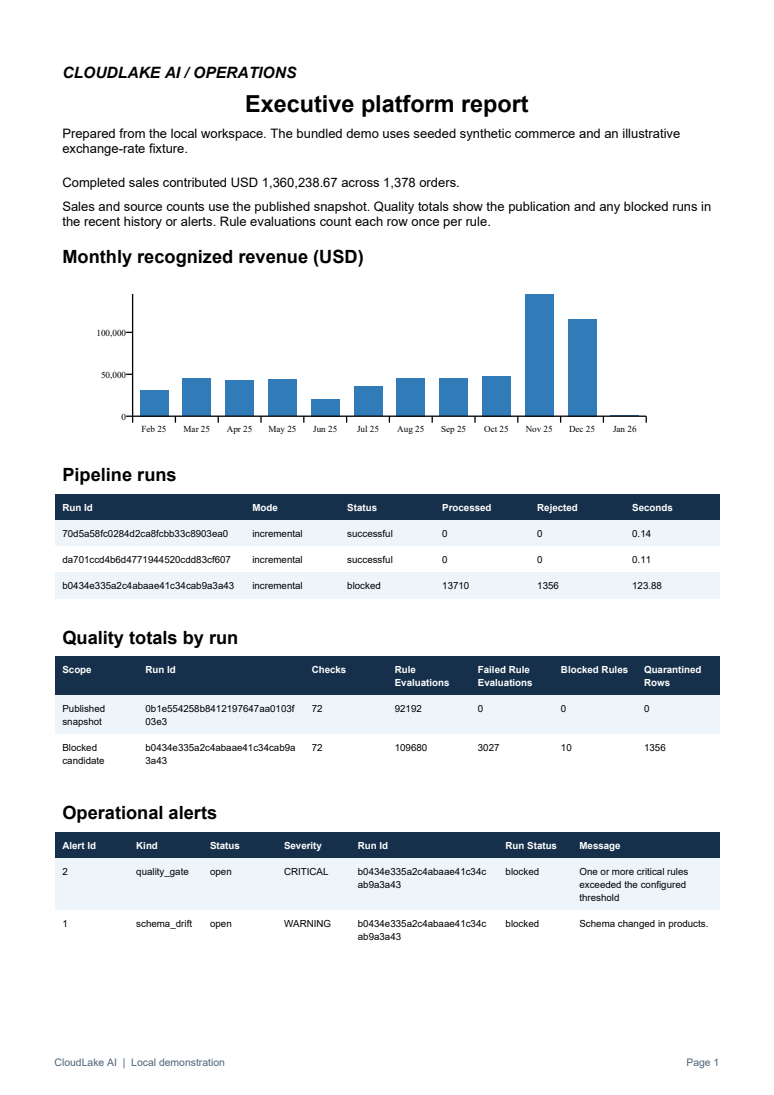 CLOUDLAKE AI / OPERATIONS
Executive platform report
Prepared from the local workspace. The bundled demo uses seeded synthetic commerce and an illustrative
exchange-rate fixture.
Completed sales contributed USD 1,360,238.67 across 1,378 orders.
Sales and source counts use the published snapshot. Quality totals show the publication and any blocked runs in
the recent history or alerts. Rule evaluations count each row once per rule.
Monthly recognized revenue (USD)
100,000
50,000
0
Feb 25 Mar 25 Apr 25 May 25 Jun 25 Jul 25 Aug 25 Sep 25 Oct 25 Nov 25 Dec 25 Jan 26
Pipeline runs
Run Id Mode Status Processed Rejected Seconds
70d5a58fc0284d2ca8fcbb33c8903ea0 incremental successful 0 0 0.14
da701ccd4b6d4771944520cdd83cf607 incremental successful 0 0 0.11
b0434e335a2c4abaae41c34cab9a3a43 incremental blocked 13710 1356 123.88
Quality totals by run
Scope Run Id Checks Rule Failed Rule Blocked Rules Quarantined
Evaluations Evaluations Rows
Published 0b1e554258b8412197647aa0103f 72 92192 0 0 0
snapshot 03e3
Blocked b0434e335a2c4abaae41c34cab9a 72 109680 3027 10 1356
candidate 3a43
Operational alerts
Alert Id Kind Status Severity Run Id Run Status Message
2 quality_gate open CRITICAL b0434e335a2c4abaae41c34c blocked One or more critical rules
ab9a3a43 exceeded the configured
threshold
1 schema_drift open WARNING b0434e335a2c4abaae41c34c blocked Schema changed in products.
ab9a3a43
CloudLake AI | Local demonstration Page 1